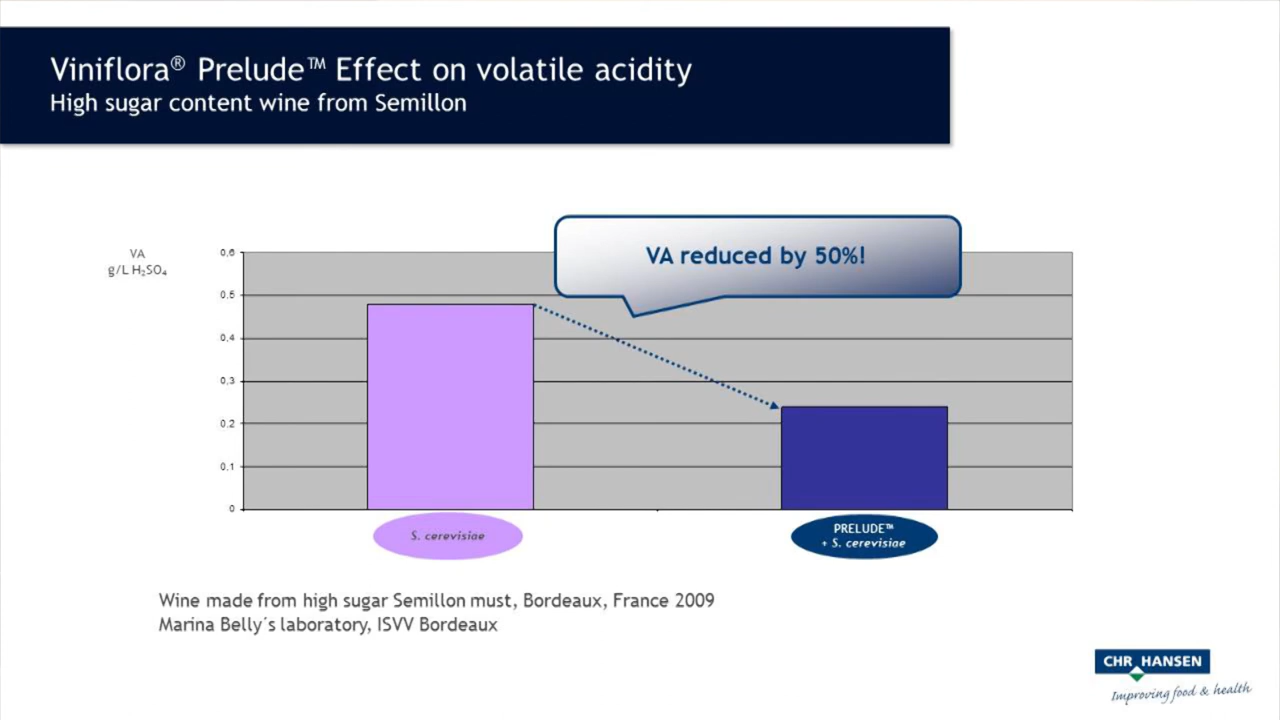 Viniflora® Prelude™ Effect on volatile acidity
High sugar content wine from Semillon
VA reduced by 50%!
VA
g/L H₂SO₄
0,6
0,5
0,4
0,3
0,2
0,1
0
S. cerevisiae
PRELUDE™
+ S. cerevisiae
Wine made from high sugar Semillon must, Bordeaux, France 2009
Marina Belly´s laboratory, ISVV Bordeaux
CHR HANSEN
Improving food & health